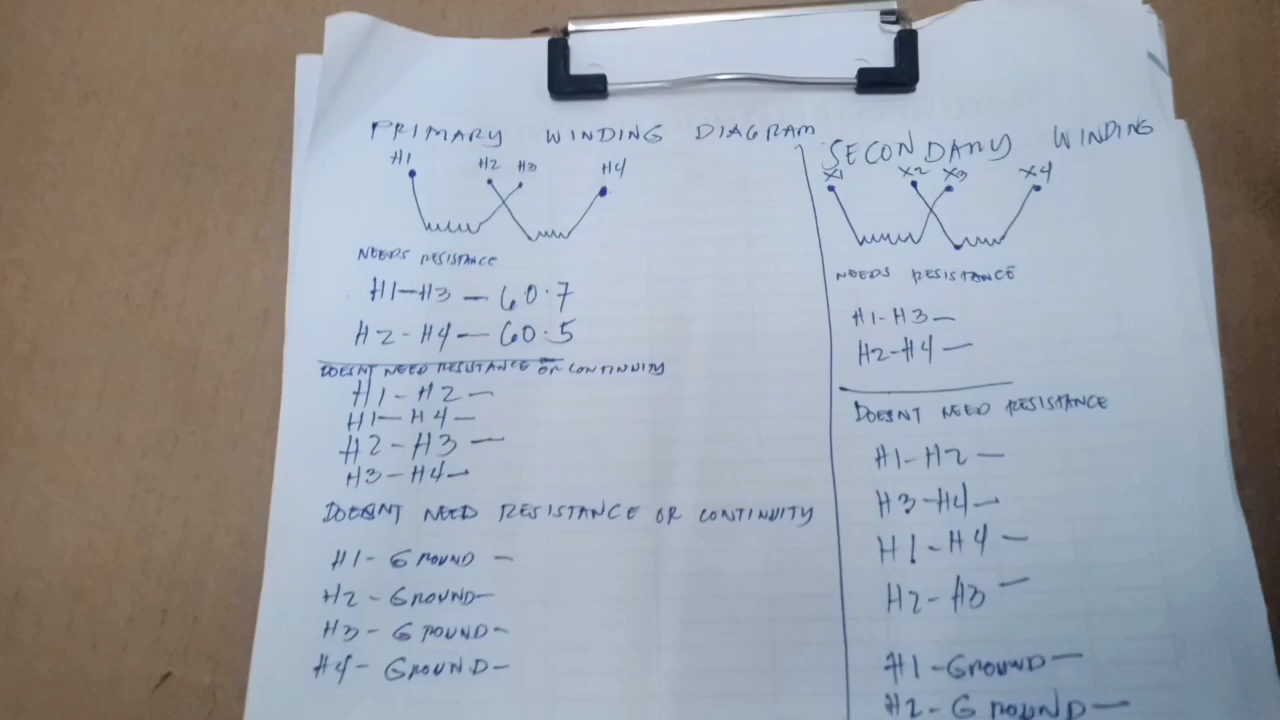 PRIMARY WINDING DIAGRAM
H1 H2 H3 H4
NEEDS RESISTANCE
H1-H3 - 60.7
H2-H4 - 60.5
DOESNT NEED RESISTANCE OR CONTINUITY
H1-H2 -
H1-H4 -
H2-H3 -
H3-H4 -
DOESNT NEED RESISTANCE OR CONTINUITY
H1-GROUND -
H2-GROUND -
H3-GROUND -
H4-GROUND -
SECONDARY WINDING
X1 X2 X3 X4
NEEDS RESISTANCE
H1-H3 -
H2-H4 -
DOESNT NEED RESISTANCE
H1-H2 -
H3-H4 -
H1-H4 -
H2-H3 -
H1-GROUND -
H2-GROUND -